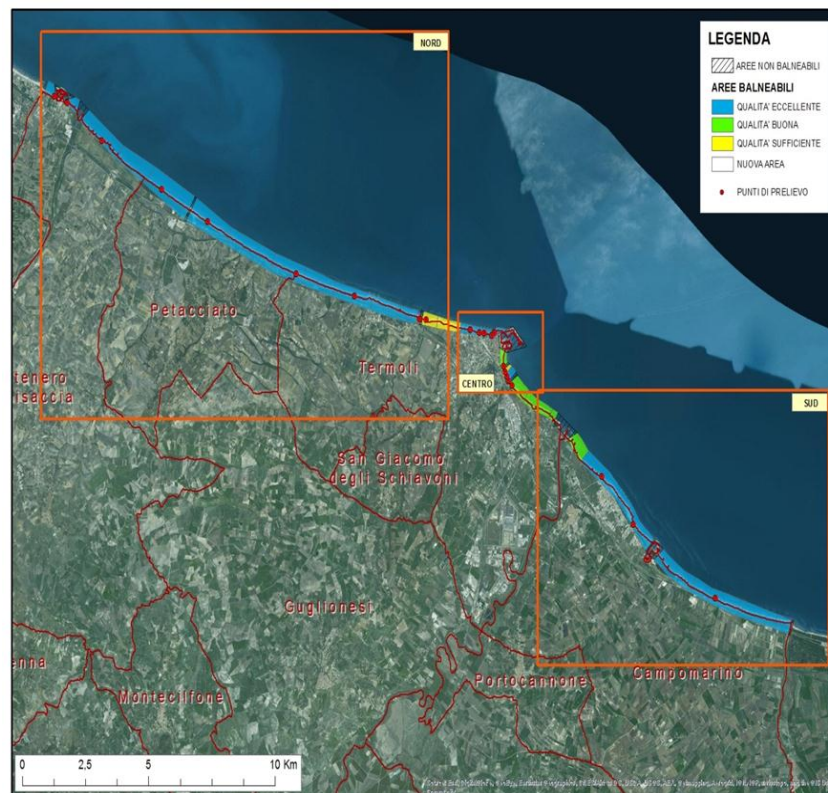 NORD
LEGENDA
AREE NON BALNEABILI
AREE BALNEABILI
QUALITA' ECCELLENTE
QUALITA' BUONA
QUALITA' SUFFICIENTE
NUOVA AREA
PUNTI DI PRELIEVO
Petacciato
Termoli
tenero
isaccia
CENTRO
SUD
San Giacomo
degli Schiavoni
Guglionesi
enna
Montecilfone
Portocannone
Campomarino
0 2,5 5 10 Km